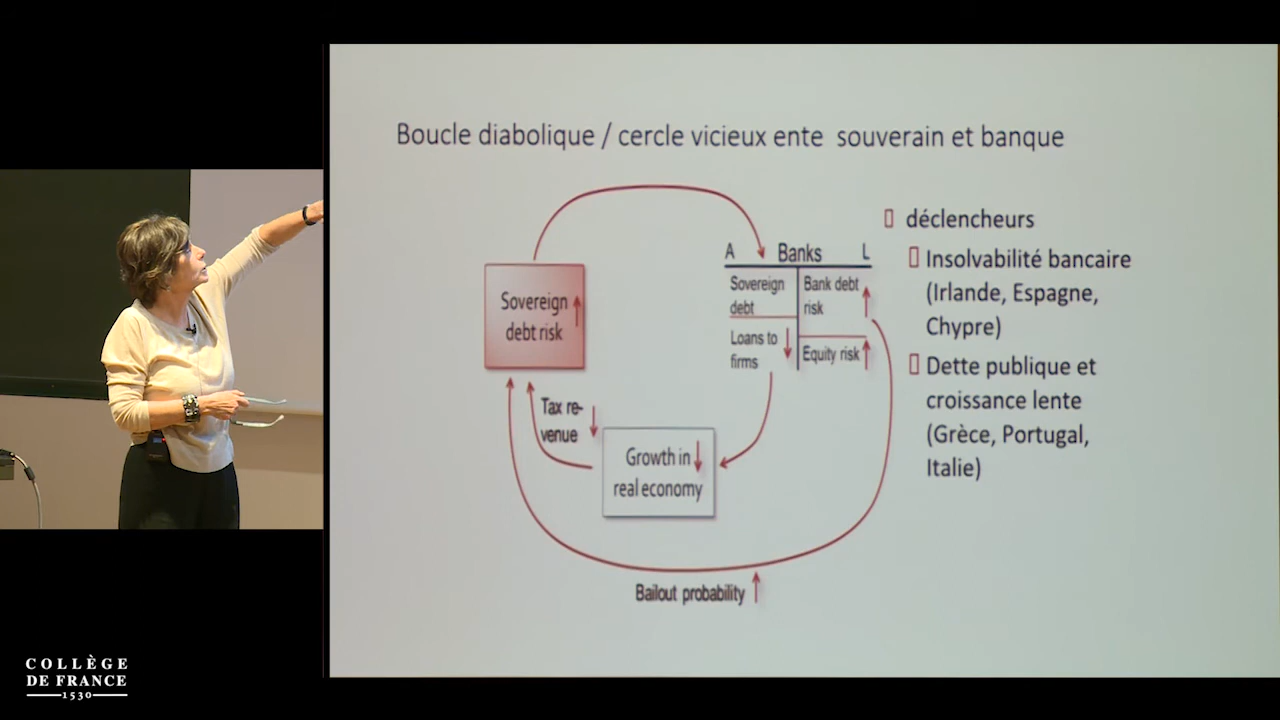 Boucle diabolique / cercle vicieux ente souverain et banque
A Banks L
Sovereign
debt
Loans to
firms
Bank debt
risk
Equity risk
Sovereign
debt risk
Tax re-
venue
Growth in
real economy
Bailout probability
déclencheurs
Insolvabilité bancaire
(Irlande, Espagne,
Chypre)
Dette publique et
croissance lente
(Grèce, Portugal,
Italie)
COLLÈGE
DE FRANCE
1530